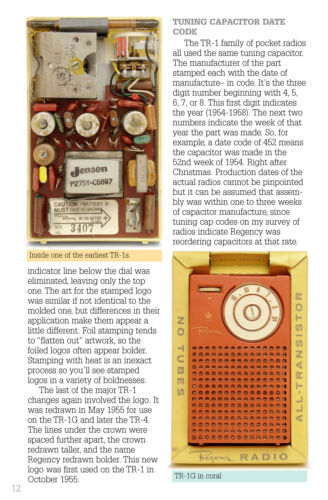 Jensen
P275Y-C5697
CAUTION - BATTERY +
MUST
3407
Inside one of the earliest TR-1s.
indicator line below the dial was
eliminated, leaving only the top
one. The art for the stamped logo
was similar if not identical to the
molded one, but differences in their
application make them appear a
little different. Foil stamping tends
to “flatten out” artwork, so the
foiled logos often appear bolder.
Stamping with heat is an inexact
process so you’ll see stamped
logos in a variety of boldnesses.
The last of the major TR-1
changes again involved the logo. It
was redrawn in May 1955 for use
on the TR-1G and later the TR-4.
The lines under the crown were
spaced further apart, the crown
redrawn taller, and the name
Regency redrawn bolder. This new
logo was first used on the TR-1 in
October 1955.
12
TUNING CAPACITOR DATE
CODE
The TR-1 family of pocket radios
all used the same tuning capacitor.
The manufacturer of the part
stamped each with the date of
manufacture– in code. It’s the three
digit number beginning with 4, 5,
6, 7, or 8. This first digit indicates
the year (1954-1958). The next two
numbers indicate the week of that
year the part was made. So, for
example, a date code of 452 means
the capacitor was made in the
52nd week of 1954. Right after
Christmas. Production dates of the
actual radios cannot be pinpointed
but it can be assumed that assem-
bly was within one to three weeks
of capacitor manufacture, since
tuning cap codes on my survey of
radios indicate Regency was
reordering capacitors at that rate.
NO TUBES
ALL-TRANSISTOR
Regency RADIO
TR-1G in coral